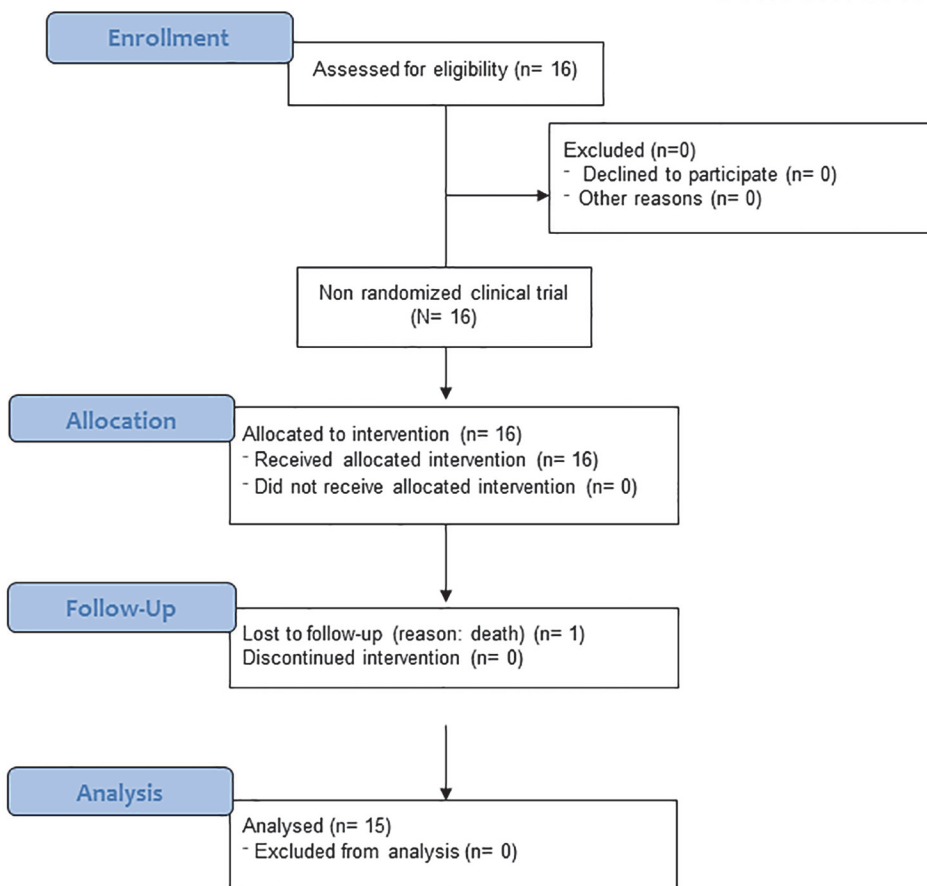 Enrollment
Assessed for eligibility (n= 16)
Excluded (n=0)
- Declined to participate (n= 0)
- Other reasons (n= 0)
Non randomized clinical trial
(N= 16)
Allocation
Allocated to intervention (n= 16)
- Received allocated intervention (n= 16)
- Did not receive allocated intervention (n= 0)
Follow-Up
Lost to follow-up (reason: death) (n= 1)
Discontinued intervention (n= 0)
Analysis
Analysed (n= 15)
- Excluded from analysis (n= 0)